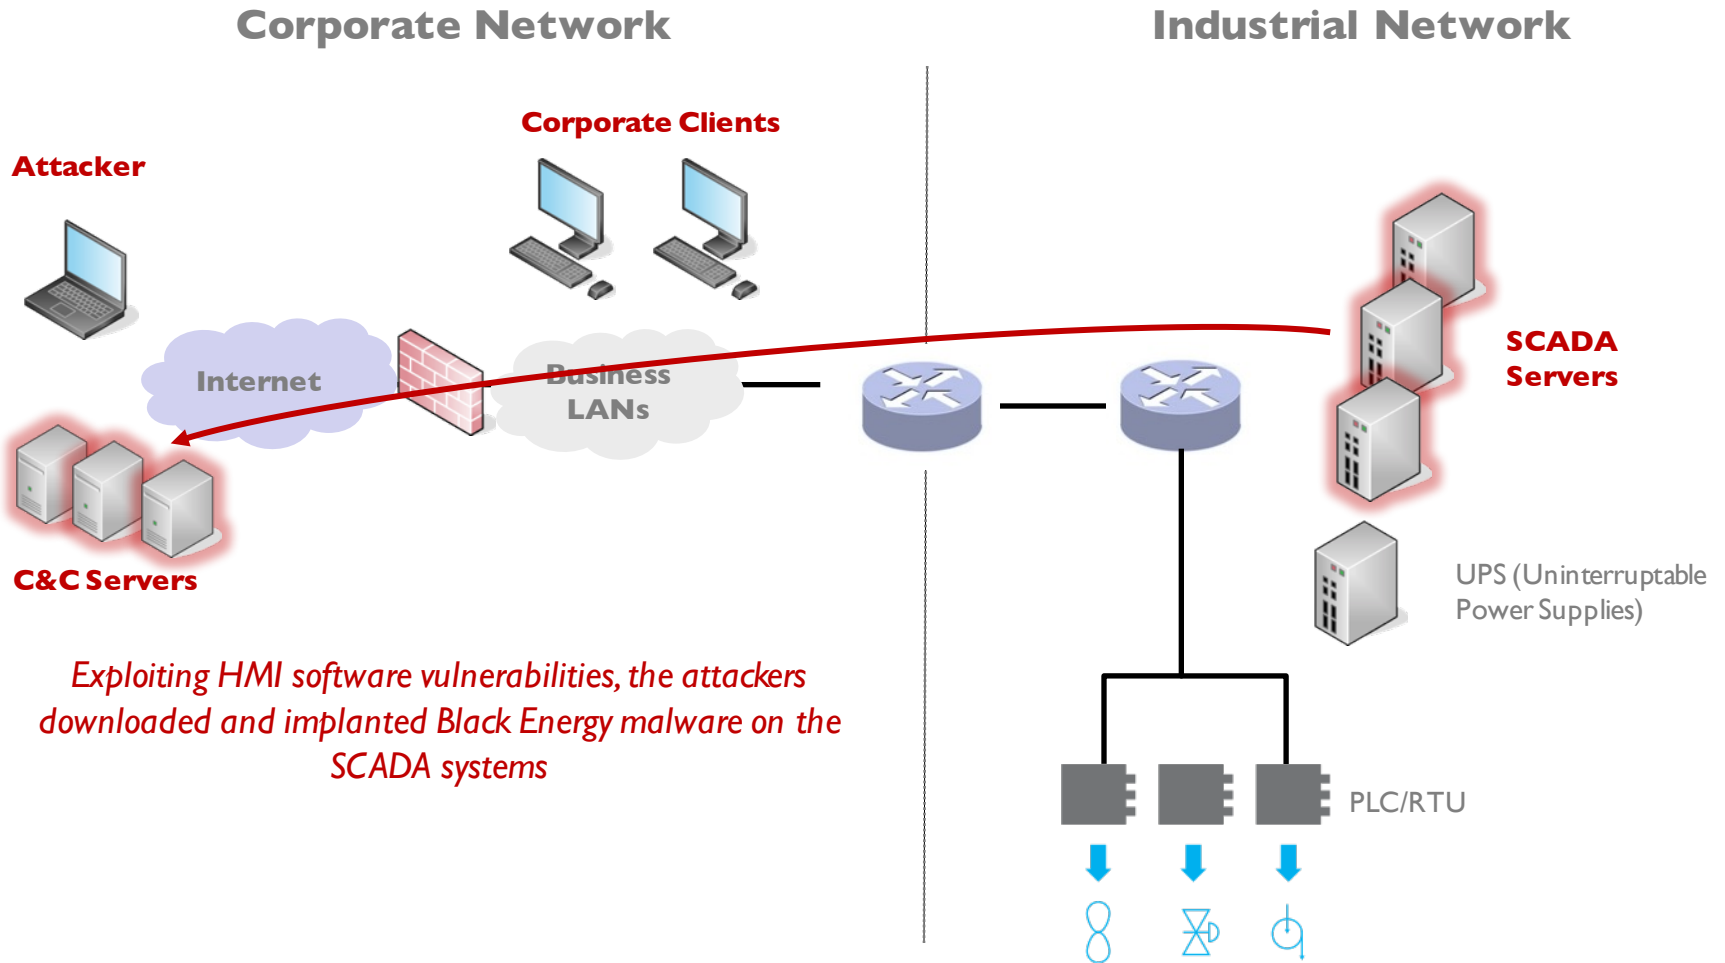 Corporate Network
Industrial Network
Corporate Clients
Attacker
Internet
Business
LANs
SCADA
Servers
C&C Servers
UPS (Uninterruptable
Power Supplies)
Exploiting HMI software vulnerabilities, the attackers
downloaded and implanted Black Energy malware on the
SCADA systems
PLC/RTU